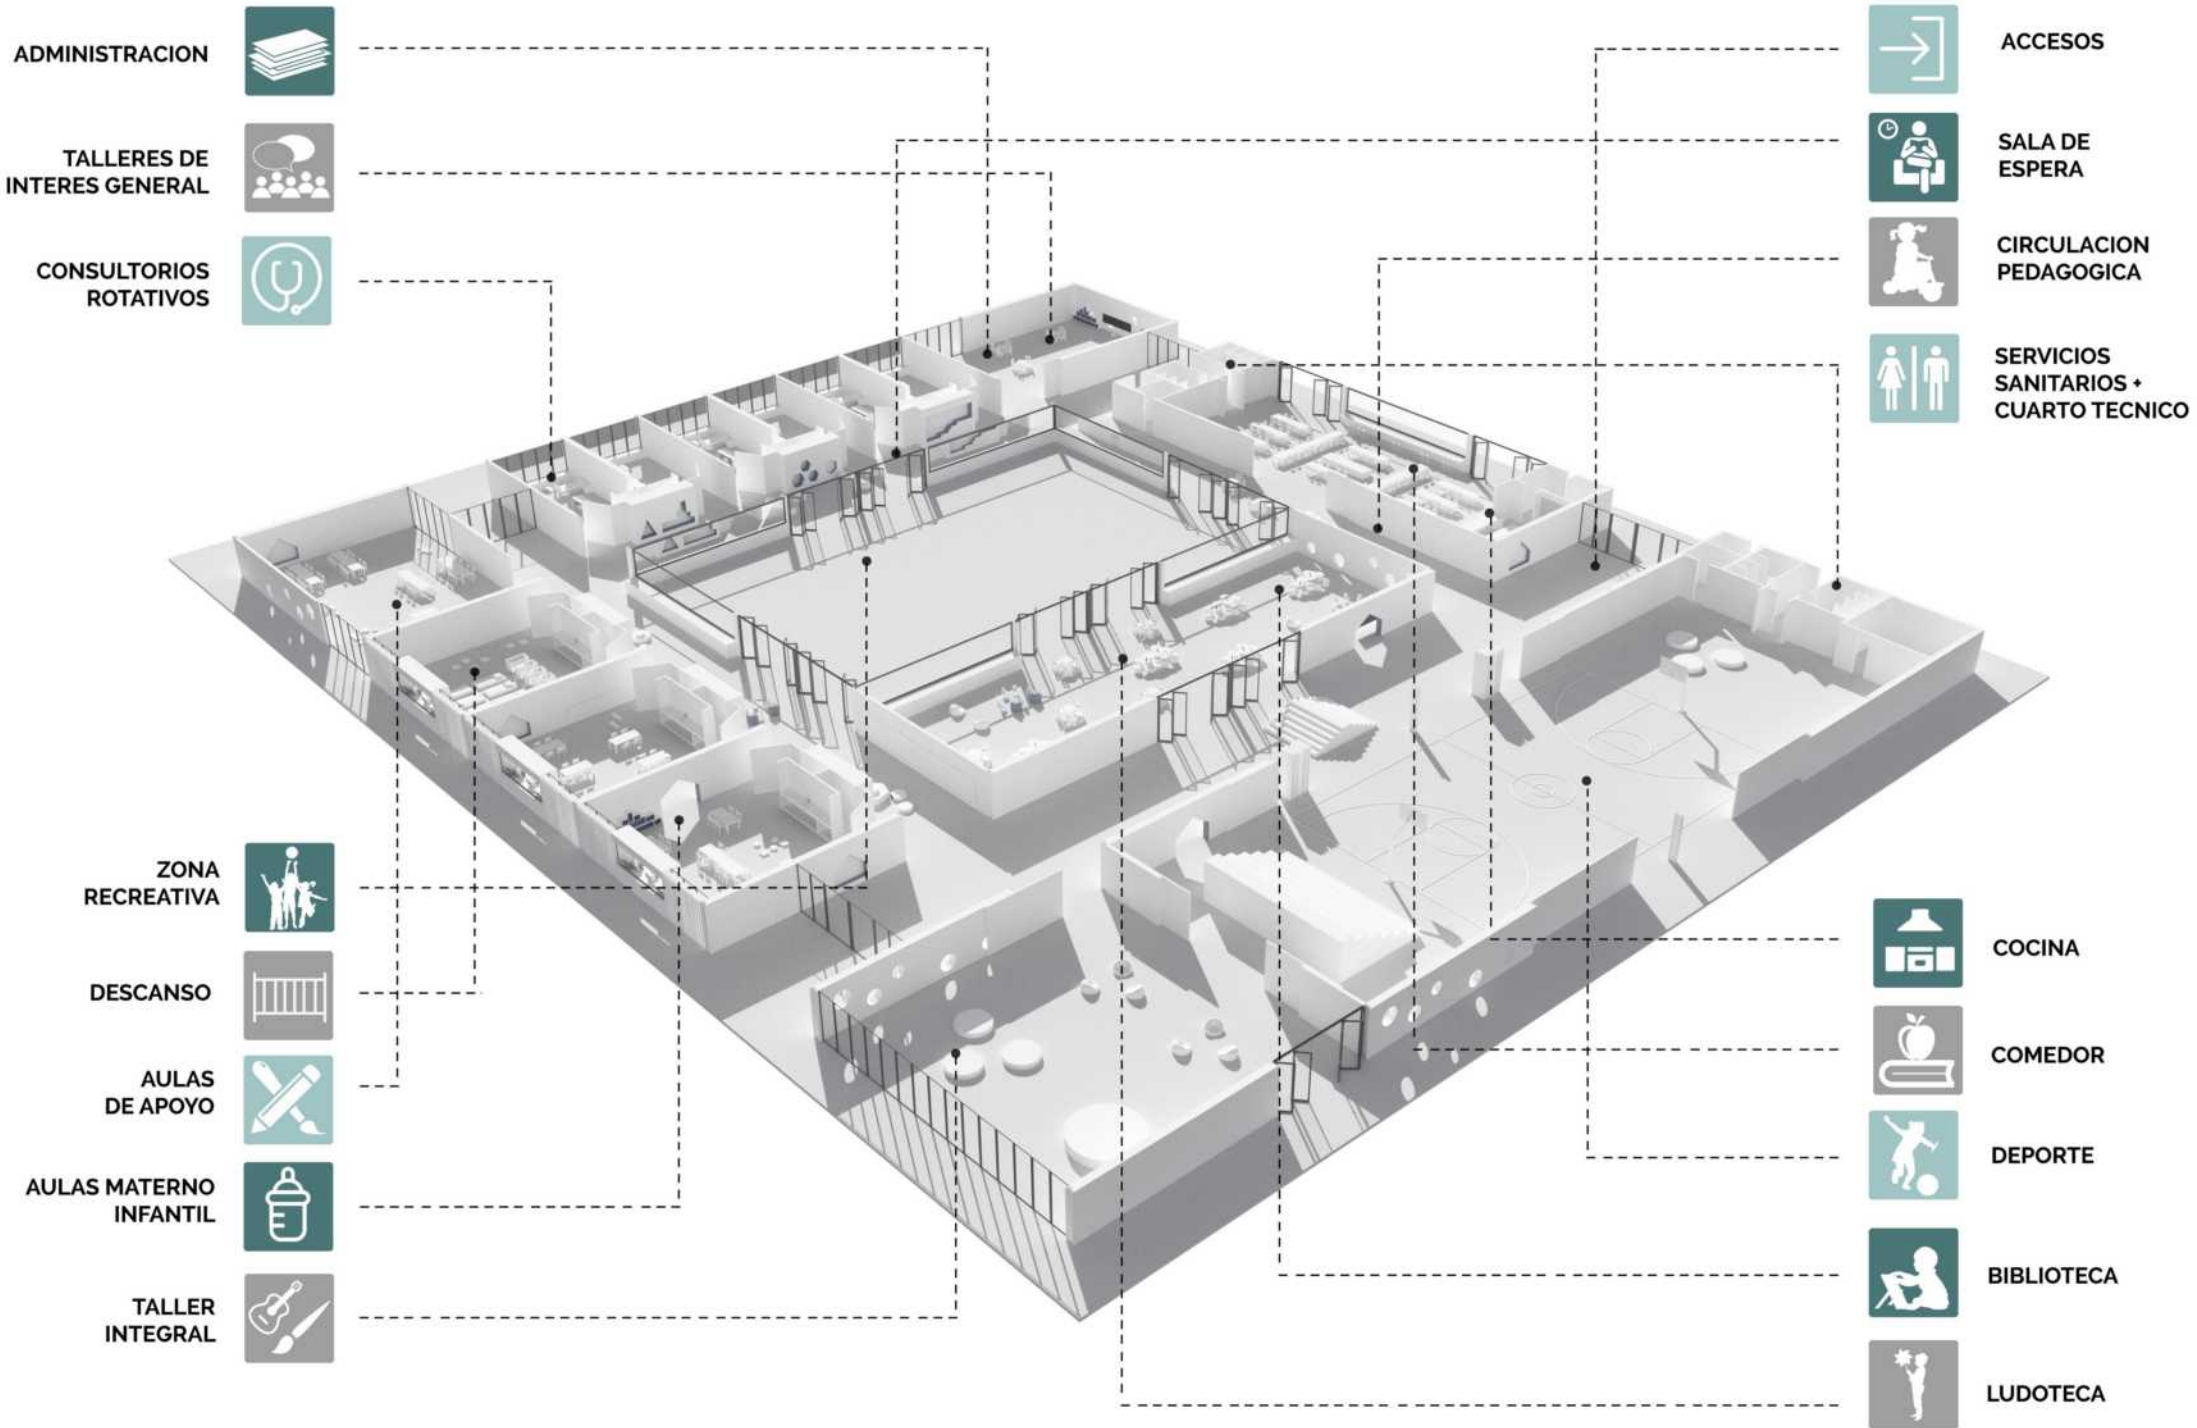 ADMINISTRACION
TALLERES DE
INTERES GENERAL
CONSULTORIOS
ROTATIVOS
ZONA
RECREATIVA
DESCANSO
AULAS
DE APOYO
AULAS MATERNO
INFANTIL
TALLER
INTEGRAL
ACCESOS
SALA DE
ESPERA
CIRCULACION
PEDAGOGICA
SERVICIOS
SANITARIOS +
CUARTO TECNICO
COCINA
COMEDOR
DEPORTE
BIBLIOTECA
LUDOTECA